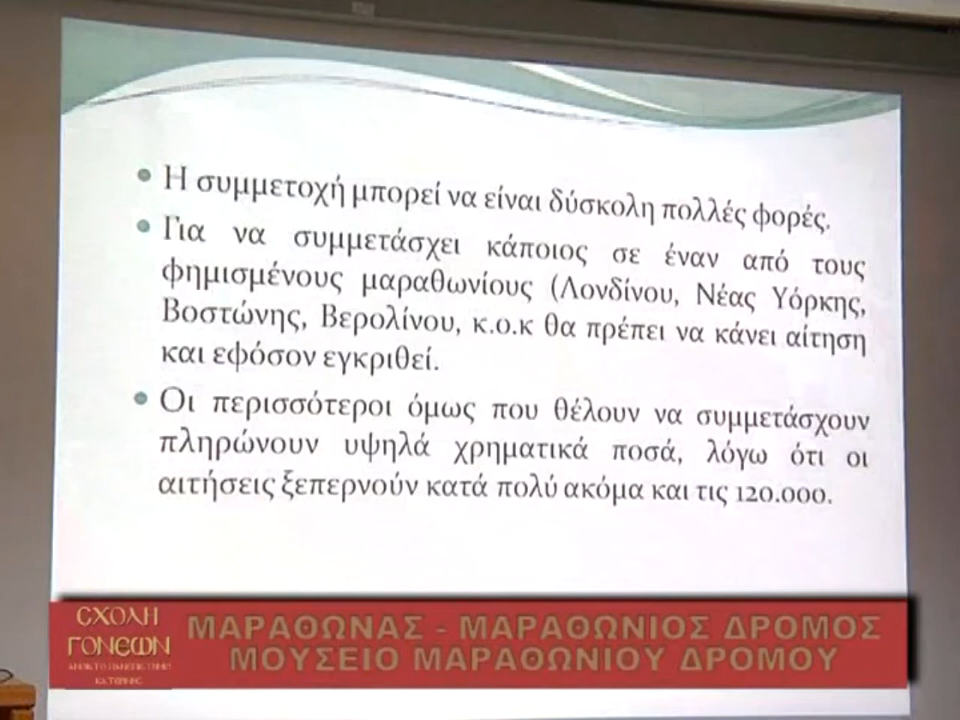 Η συμμετοχή μπορεί να είναι δύσκολη πολλές φορές.
Για να συμμετάσχει κάποιος σε έναν από τους
φημισμένους μαραθωνίους (Λονδίνου, Νέας Υόρκης,
Βοστώνης, Βερολίνου, κ.ο.κ θα πρέπει να κάνει αίτηση
και εφόσον εγκριθεί.
Οι περισσότεροι όμως που θέλουν να συμμετάσχουν
πληρώνουν υψηλά χρηματικά ποσά, λόγω ότι οι
αιτήσεις ξεπερνούν κατά πολύ ακόμα και τις 120.000.
ΣΧΟΛΗ
ΓΟΝΕΩΝ
ΑΝΟΙΚΤΟ ΠΑΝΕΠΙΣΤΗΜΙΟ
ΚΑΤΕΡΙΝΗΣ
ΜΑΡΑΘΩΝΑΣ - ΜΑΡΑΘΩΝΙΟΣ ΔΡΟΜΟΣ
ΜΟΥΣΕΙΟ ΜΑΡΑΘΩΝΙΟΥ ΔΡΟΜΟΥ